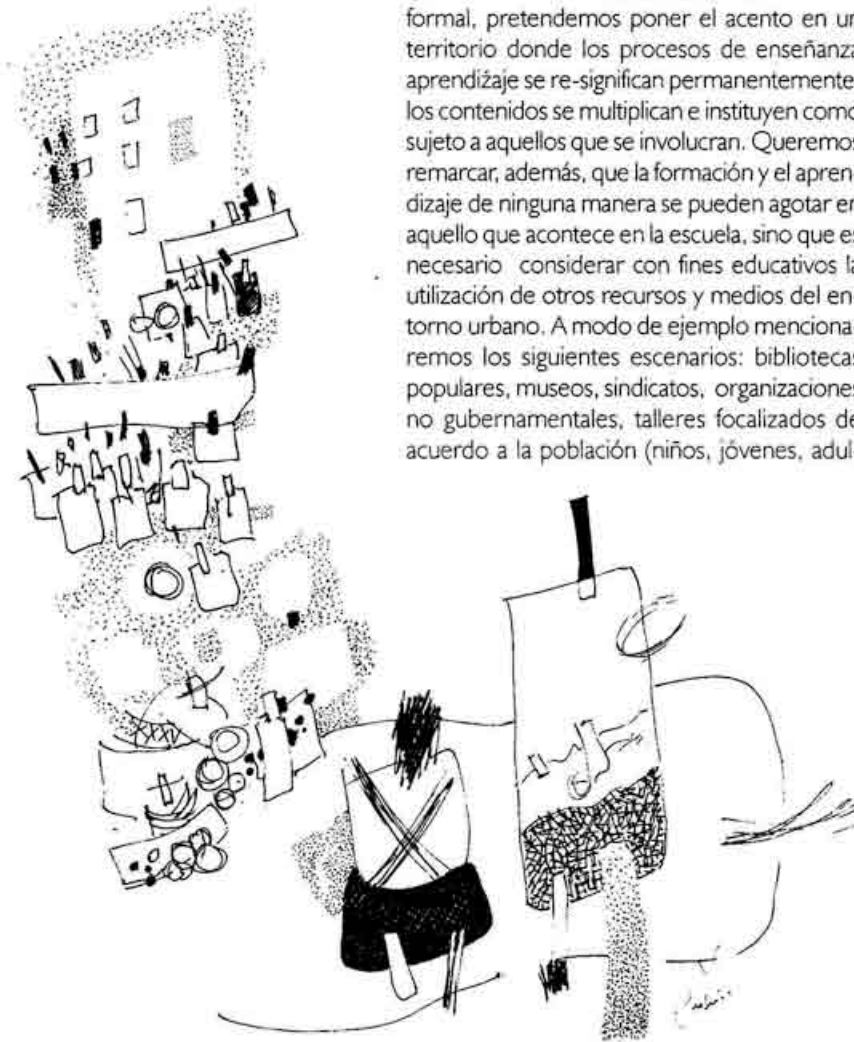 formal, pretendemos poner el acento en un
territorio donde los procesos de enseñanza
aprendizaje se re-significan permanentemente
los contenidos se multiplican e instituyen como
sujeto a aquellos que se involucran. Queremos
remarcar, además, que la formación y el apren-
dizaje de ninguna manera se pueden agotar en
aquello que acontece en la escuela, sino que es
necesario considerar con fines educativos la
utilización de otros recursos y medios del en
torno urbano. A modo de ejemplo menciona
remos los siguientes escenarios: bibliotecas
populares, museos, sindicatos, organizaciones
no gubernamentales, talleres focalizados de
acuerdo a la población (niños, jóvenes, adul